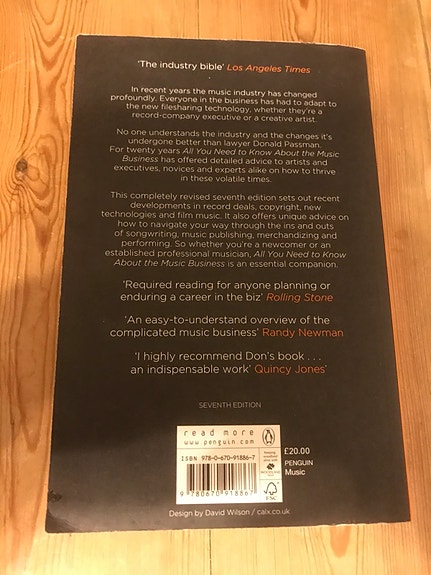 'The industry bible' Los Angeles Times
In recent years the music industry has changed
profoundly. Everyone in the business has had to adapt to
the new filesharing technology, whether they're a
record-company executive or a creative artist.
No one understands the industry and the changes it's
undergone better than lawyer Donald Passman.
For twenty years All You Need to Know About the Music
Business has offered detailed advice to artists and
executives, novices and experts alike on how to thrive
in these volatile times.
This completely revised seventh edition sets out recent
developments in record deals, copyright, new
technologies and film music. It also offers unique advice on
how to navigate your way through the ins and outs
of songwriting, music publishing, merchandizing and
performing. So whether you're a newcomer or an
established professional musician, All You Need to Know
About the Music Business is an essential companion.
'Required reading for anyone planning or
enduring a career in the biz' Rolling Stone
'An easy-to-understand overview of the
complicated music business' Randy Newman
'I highly recommend Don's book . . .
an indispensable work' Quincy Jones
SEVENTH EDITION
read more
www.penguin.com
ISBN 978-0-670-91886-7
9 780670 918867
FSC
£20.00
PENGUIN
Music
Design by David Wilson / caix.co.uk